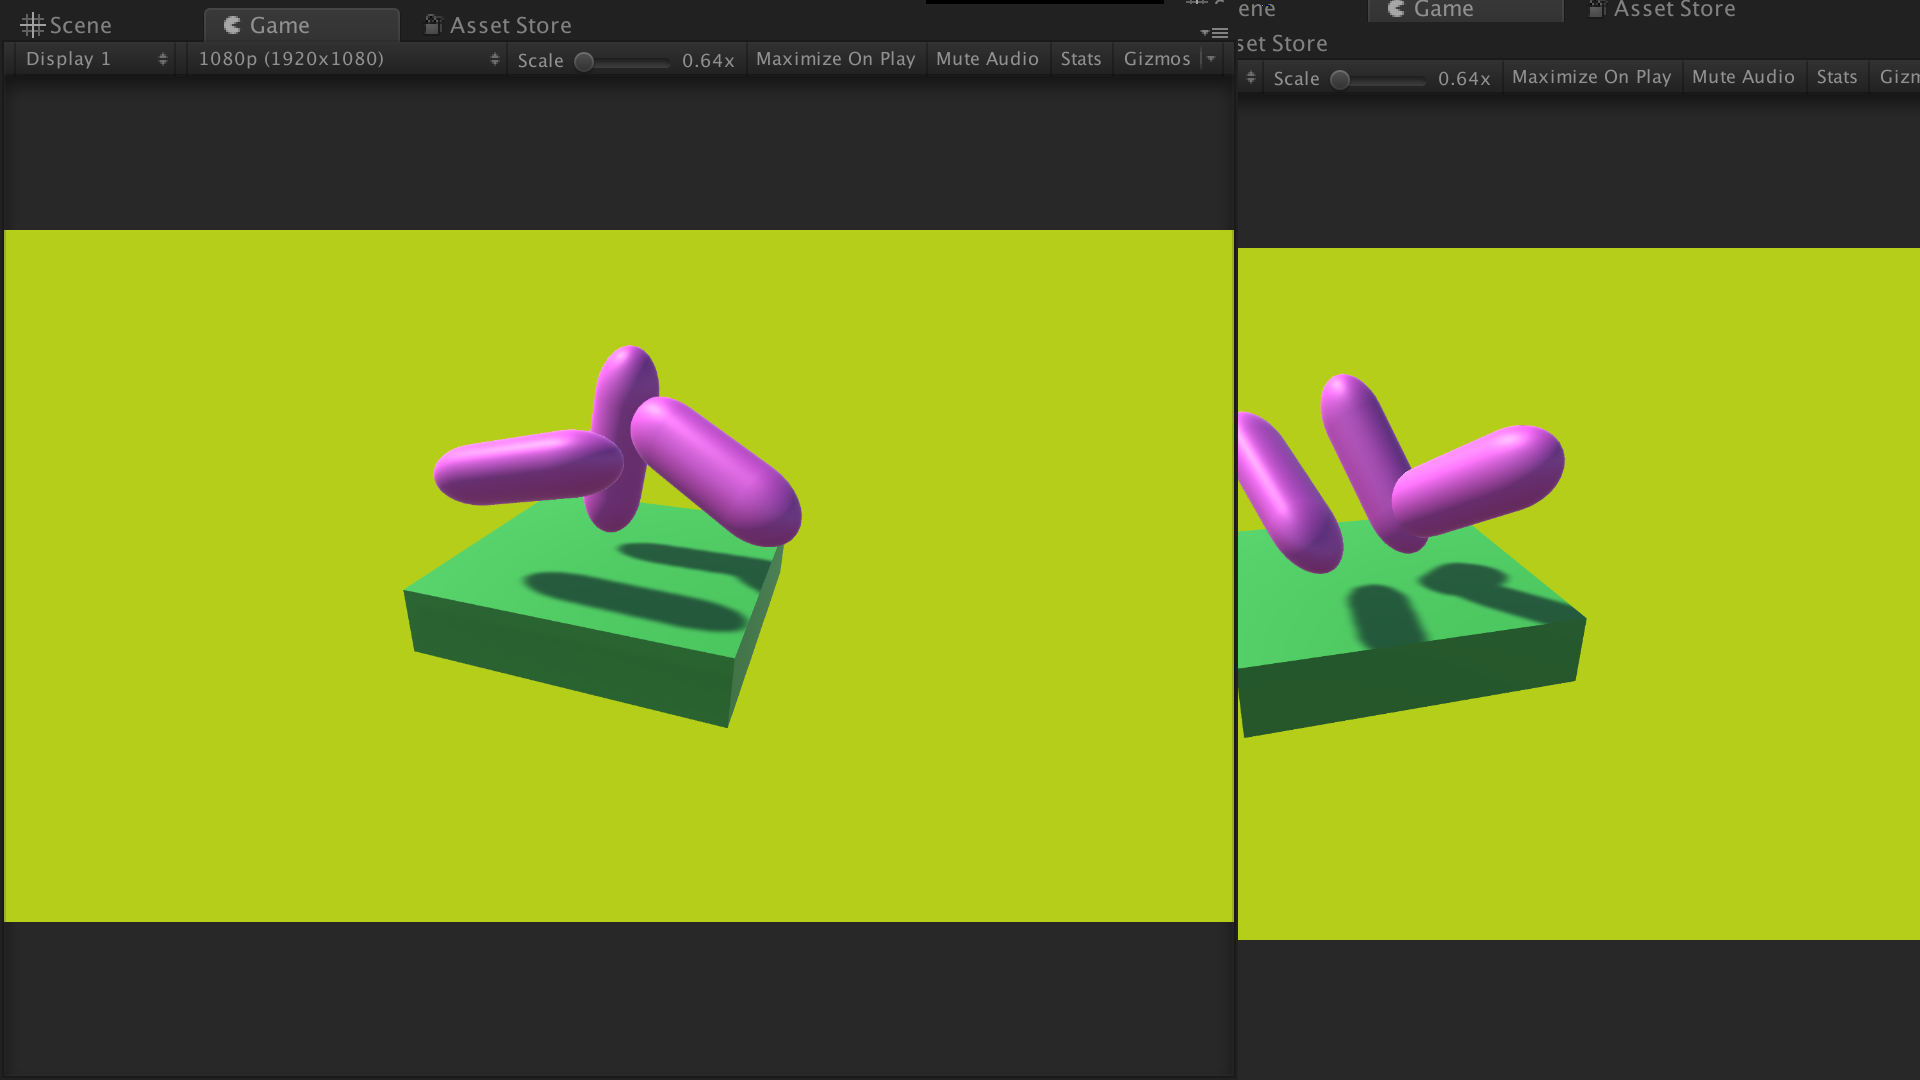 Scene Game Asset Store
Display 1 1080p (1920x1080) Scale 0.64x Maximize On Play Mute Audio Stats Gizmos
ene Game Asset Store
set Store
Scale 0.64x Maximize On Play Mute Audio Stats Gizm